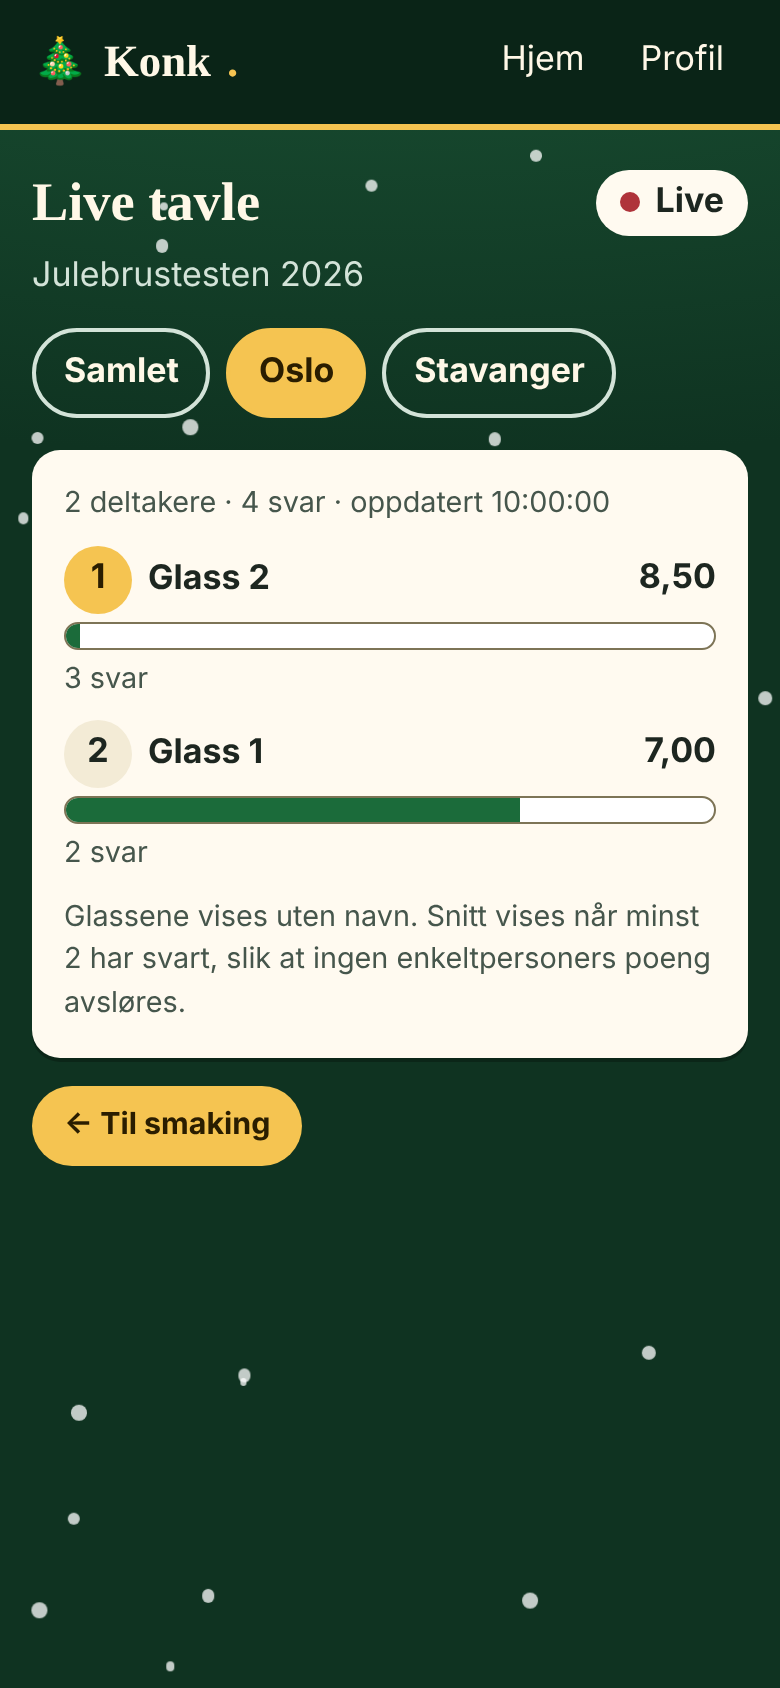 Konk .
Hjem
Profil
Live tavle
Live
Julebrustesten 2026
Samlet
Oslo
Stavanger
2 deltakere · 4 svar · oppdatert 10:00:00
1 Glass 2 8,50
3 svar
2 Glass 1 7,00
2 svar
Glassene vises uten navn. Snitt vises når minst
2 har svart, slik at ingen enkeltpersoners poeng
avsløres.
← Til smaking